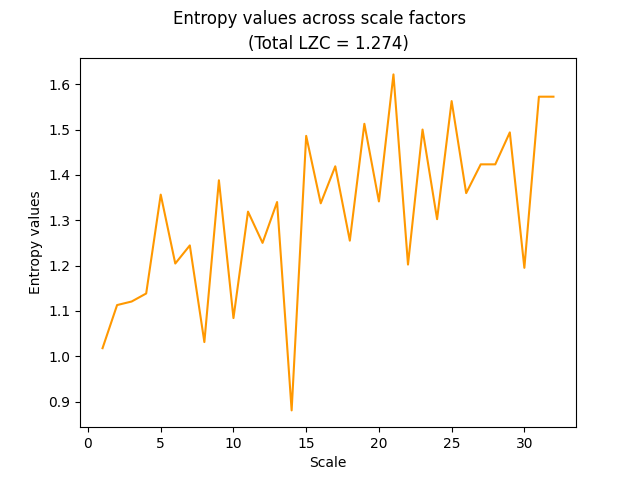 Entropy values across scale factors
(Total LZC = 1.274)
Entropy values
1.6
1.5
1.4
1.3
1.2
1.1
1.0
0.9
0 5 10 15 20 25 30
Scale